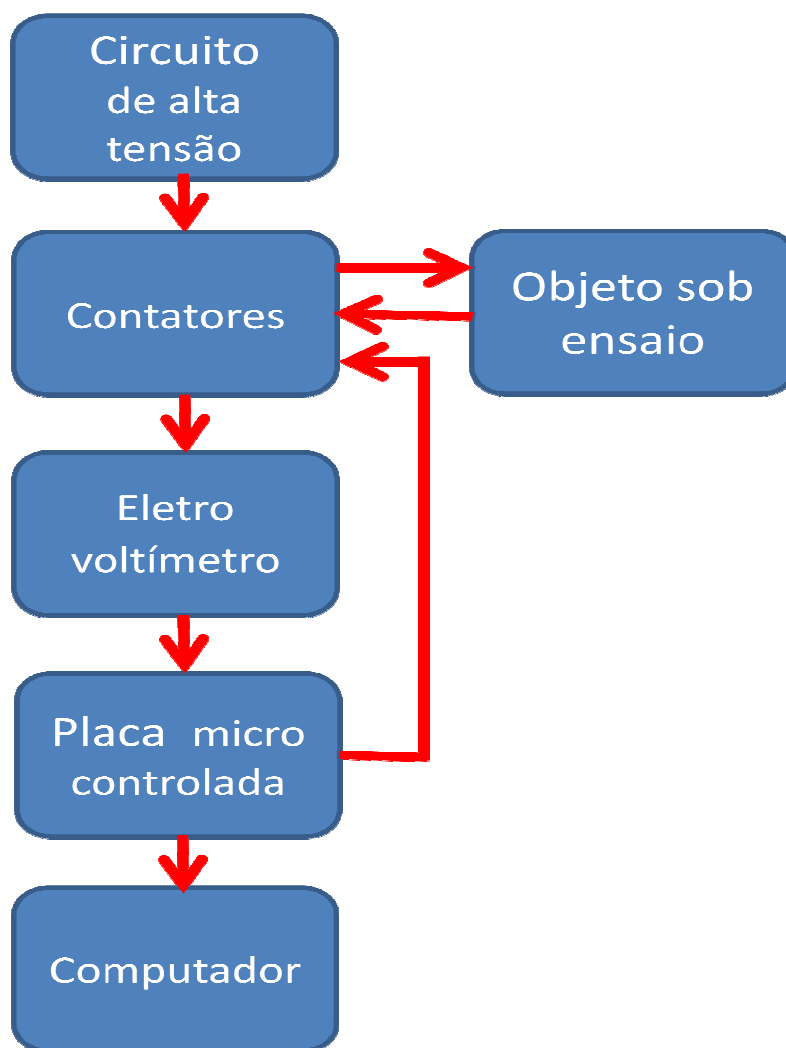 Circuito
de alta
tensão
Contatores
Objeto sob
ensaio
Eletro
voltímetro
Placa micro
controlada
Computador